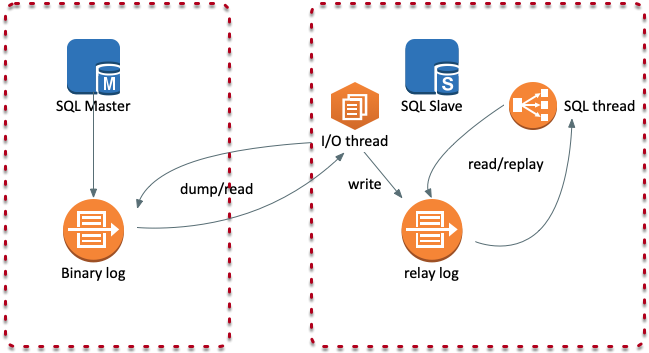 M
SQL Master
S
SQL Slave
SQL thread
I/O thread
read/replay
dump/read
write
Binary log
relay log